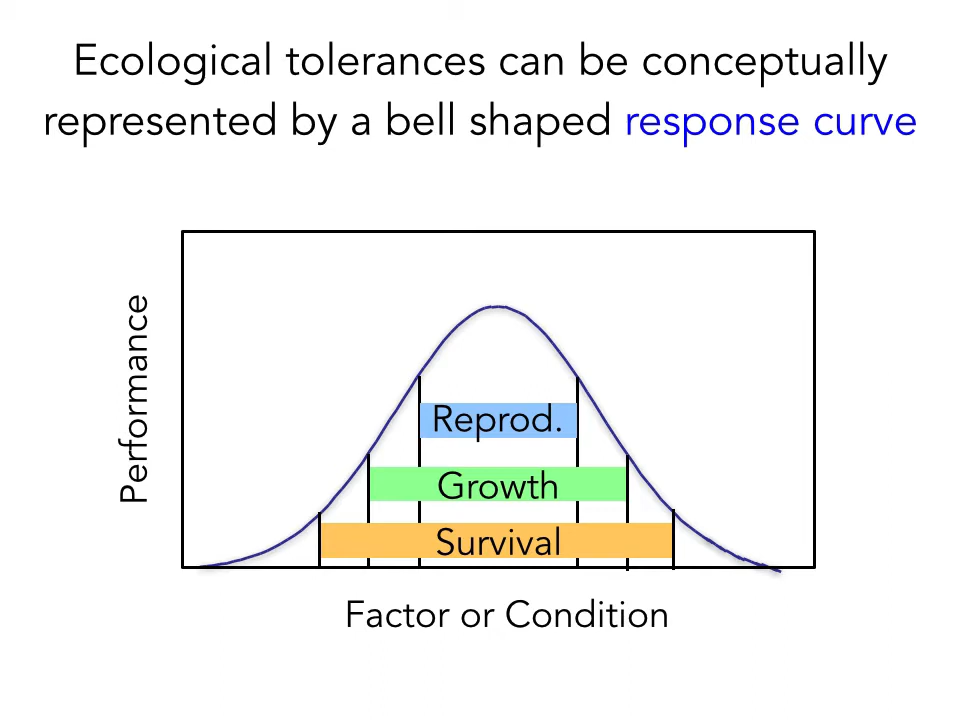 Ecological tolerances can be conceptually
represented by a bell shaped response curve
Performance
Reprod.
Growth
Survival
Factor or Condition